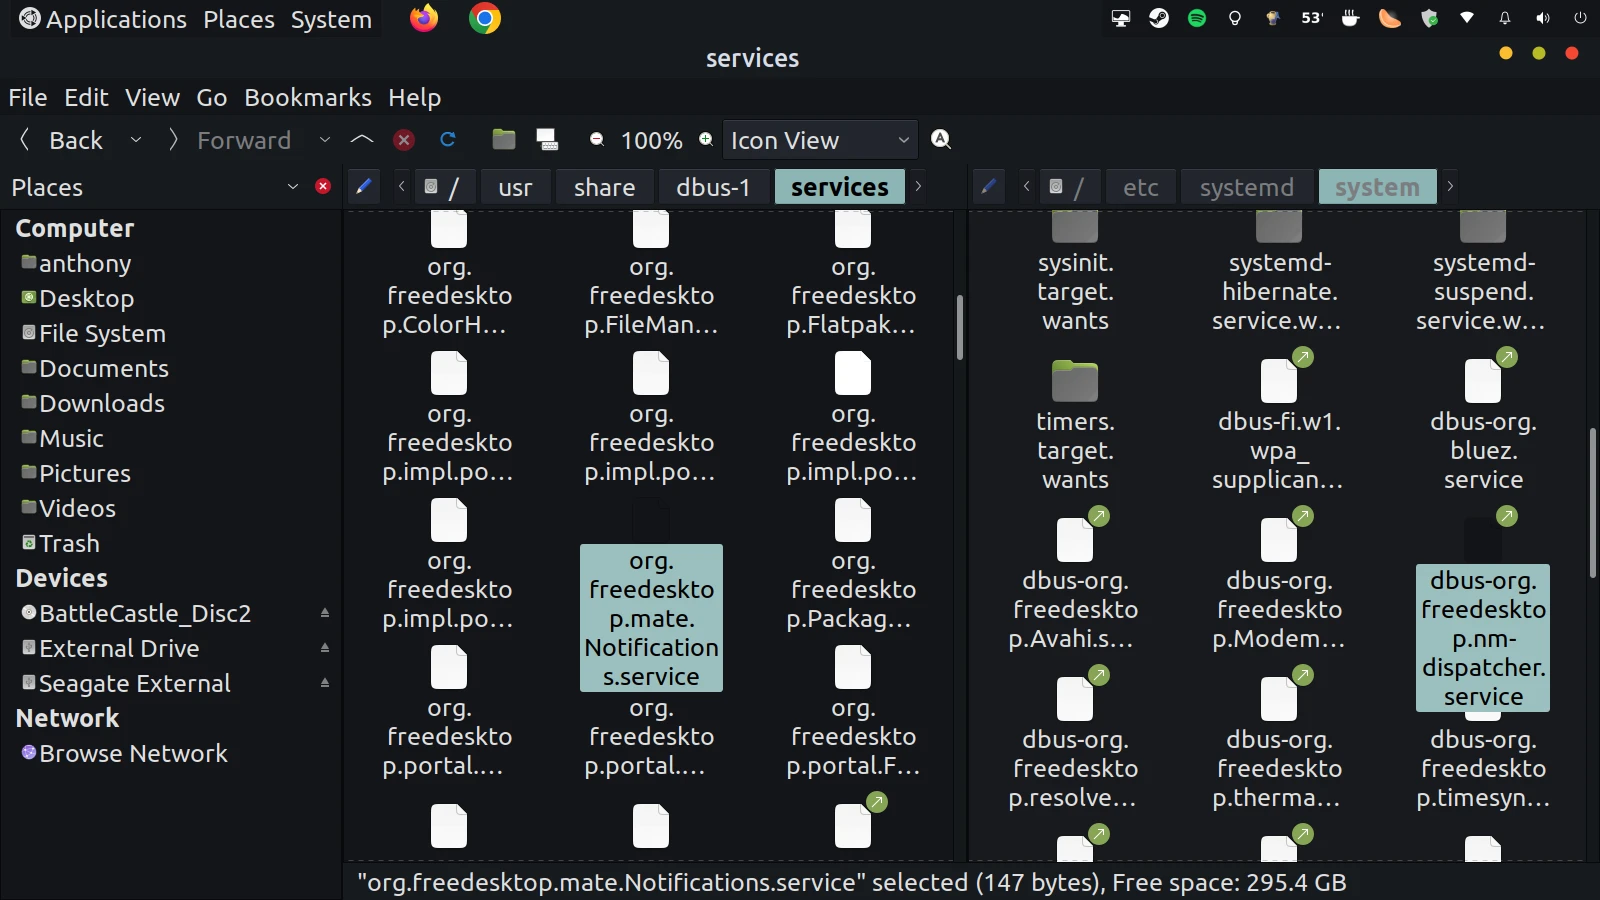 Applications Places System
53°
services
File Edit View Go Bookmarks Help
Back Forward 100% Icon View
Places
/ usr share dbus-1 services
/ etc systemd system
Computer
anthony
Desktop
File System
Documents
Downloads
Music
Pictures
Videos
Trash
Devices
BattleCastle_Disc2
External Drive
Seagate External
Network
Browse Network
org.
freedeskto
p.ColorH...
org.
freedeskto
p.FileMan...
org.
freedeskto
p.Flatpak...
org.
freedeskto
p.impl.po...
org.
freedeskto
p.impl.po...
org.
freedeskto
p.impl.po...
org.
freedeskto
p.impl.po...
org.
freedeskto
p.mate.
Notification
s.service
org.
freedeskto
p.Packag...
org.
freedeskto
p.portal....
org.
freedeskto
p.portal....
org.
freedeskto
p.portal.F...
sysinit.
target.
wants
systemd-
hibernate.
service.w...
systemd-
suspend.
service.w...
timers.
target.
wants
dbus-fi.w1.
wpa_
supplican...
dbus-org.
bluez.
service
dbus-org.
freedeskto
p.Avahi.s...
dbus-org.
freedeskto
p.Modem...
dbus-org.
freedeskto
p.nm-
dispatcher.
service
dbus-org.
freedeskto
p.resolve...
dbus-org.
freedeskto
p.therma...
dbus-org.
freedeskto
p.timesyn...
"org.freedesktop.mate.Notifications.service" selected (147 bytes), Free space: 295.4 GB